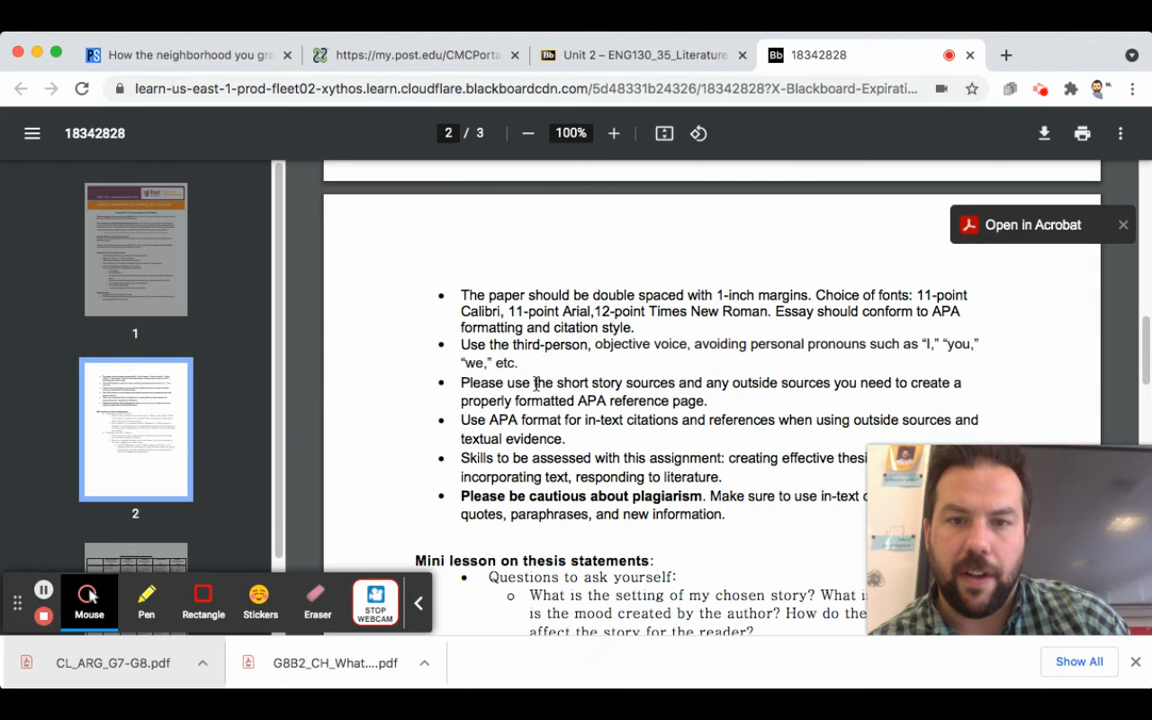 How the neighborhood you gro
https://my.post.edu/CMCPorta
Bb Unit 2 – ENG130_35_Literature
Bb 18342828
learn-us-east-1-prod-fleet02-xythos.learn.cloudflare.blackboardcdn.com/5d48331b24326/18342828?X-Blackboard-Expirati...
18342828
2 / 3
100%
Open in Acrobat
1
2
• The paper should be double spaced with 1-inch margins. Choice of fonts: 11-point
Calibri, 11-point Arial,12-point Times New Roman. Essay should conform to APA
formatting and citation style.
• Use the third-person, objective voice, avoiding personal pronouns such as “I,” “you,”
“we,” etc.
• Please use the short story sources and any outside sources you need to create a
properly formatted APA reference page.
• Use APA format for in-text citations and references when using outside sources and
textual evidence.
• Skills to be assessed with this assignment: creating effective thesi
incorporating text, responding to literature.
• Please be cautious about plagiarism. Make sure to use in-text c
quotes, paraphrases, and new information.
Mini lesson on thesis statements:
• Questions to ask yourself:
o What is the setting of my chosen story? What is
is the mood created by the author? How do the
affect the story for the reader?
Mouse
Pen
Rectangle
Stickers
Eraser
STOP
WEBCAM
CL_ARG_G7-G8.pdf
G8B2_CH_What....pdf
Show All